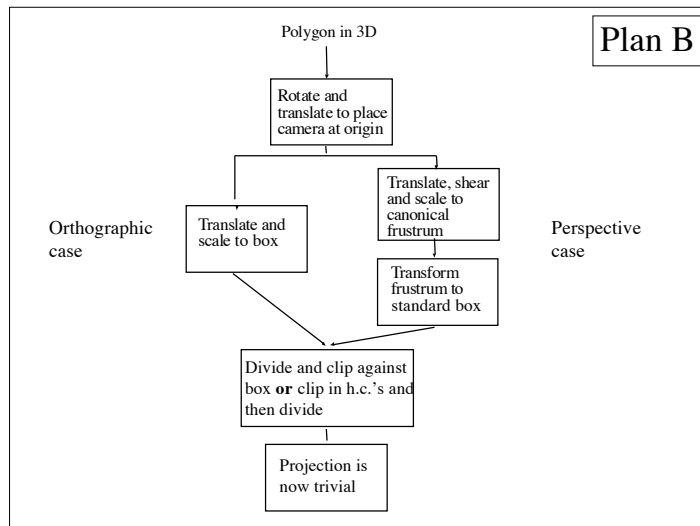 Plan B
Polygon in 3D
Rotate and
translate to place
camera at origin
Orthographic
case
Translate and
scale to box
Translate, shear
and scale to
canonical
frustrum
Perspective
case
Transform
frustrum to
standard box
Divide and clip against
box or clip in h.c.'s and
then divide
Projection is
now trivial